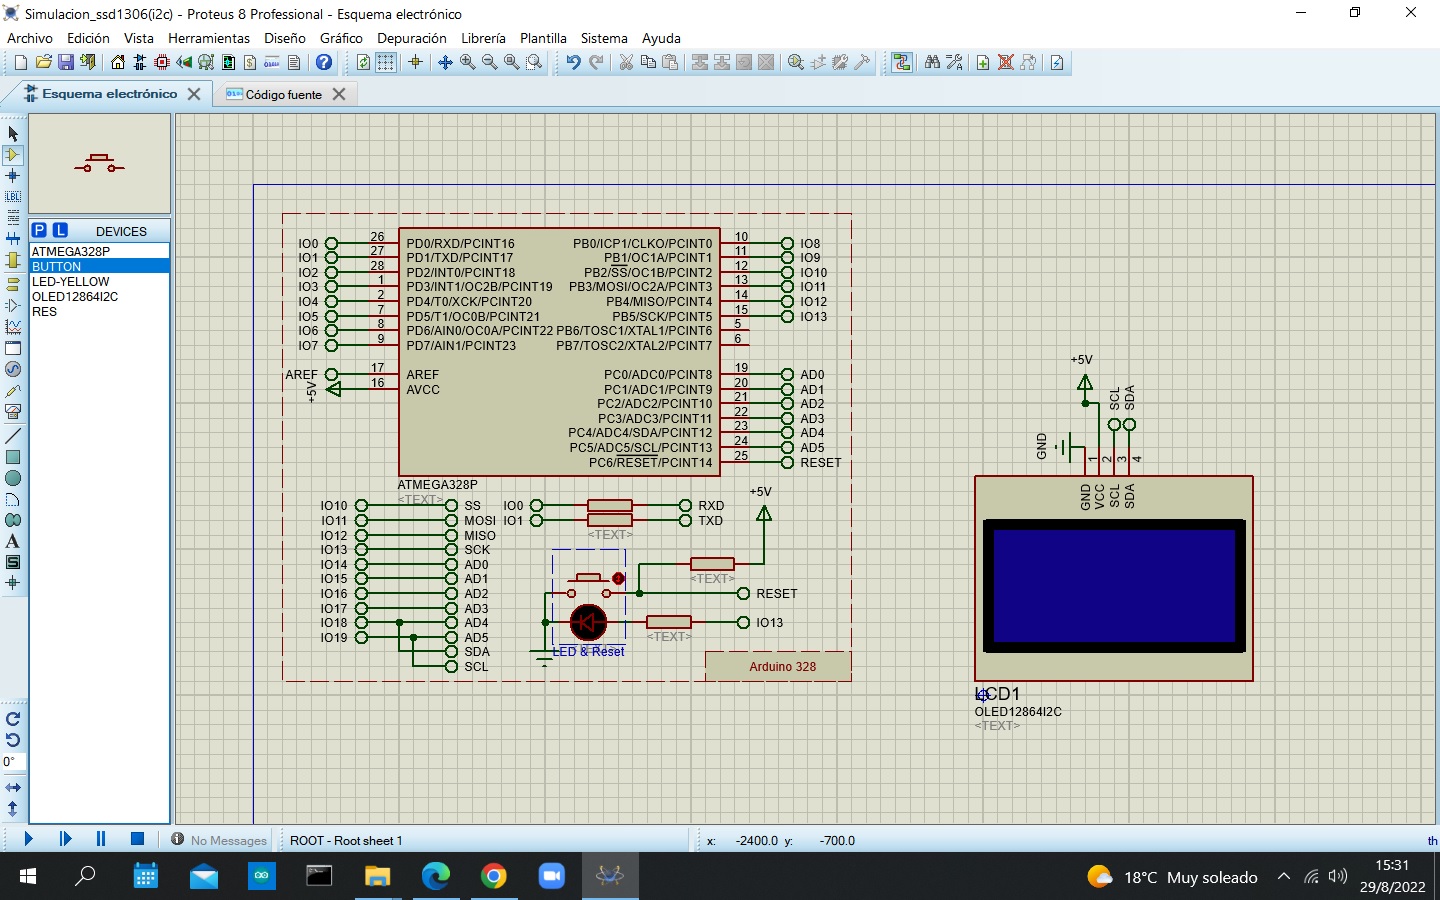 Simulacion_ssd1306(i2c) - Proteus 8 Professional - Esquema electrónico
Archivo Edición Vista Herramientas Diseño Gráfico Depuración Librería Plantilla Sistema Ayuda
Esquema electrónico
Código fuente
P L DEVICES
ATMEGA328P
BUTTON
LED-YELLOW
OLED12864I2C
RES
LBL
A
S
0°
IO0 26 PD0/RXD/PCINT16 PB0/ICP1/CLKO/PCINT0 10 IO8
IO1 27 PD1/TXD/PCINT17 PB1/OC1A/PCINT1 11 IO9
IO2 28 PD2/INT0/PCINT18 PB2/SS/OC1B/PCINT2 12 IO10
IO3 1 PD3/INT1/OC2B/PCINT19 PB3/MOSI/OC2A/PCINT3 13 IO11
IO4 2 PD4/T0/XCK/PCINT20 PB4/MISO/PCINT4 14 IO12
IO5 7 PD5/T1/OC0B/PCINT21 PB5/SCK/PCINT5 15 IO13
IO6 8 PD6/AIN0/OC0A/PCINT22 PB6/TOSC1/XTAL1/PCINT6 5
IO7 9 PD7/AIN1/PCINT23 PB7/TOSC2/XTAL2/PCINT7 6
AREF 17 AREF PC0/ADC0/PCINT8 19 AD0
+5V 16 AVCC PC1/ADC1/PCINT9 20 AD1
PC2/ADC2/PCINT10 21 AD2
PC3/ADC3/PCINT11 22 AD3
PC4/ADC4/SDA/PCINT12 23 AD4
PC5/ADC5/SCL/PCINT13 24 AD5
PC6/RESET/PCINT14 25 RESET
ATMEGA328P
<TEXT>
IO10 SS
IO11 MOSI
IO12 MISO
IO13 SCK
IO14 AD0
IO15 AD1
IO16 AD2
IO17 AD3
IO18 AD4
IO19 AD5
SDA
SCL
IO0 RXD
IO1 TXD
<TEXT>
+5V
<TEXT>
RESET
IO13
<TEXT>
LED & Reset
Arduino 328
+5V
SCL
SDA
GND
1
2
3
4
GND
VCC
SCL
SDA
LCD1
OLED12864I2C
<TEXT>
No Messages
ROOT - Root sheet 1
x: -2400.0 y: -700.0
th
18°C Muy soleado
15:31
29/8/2022